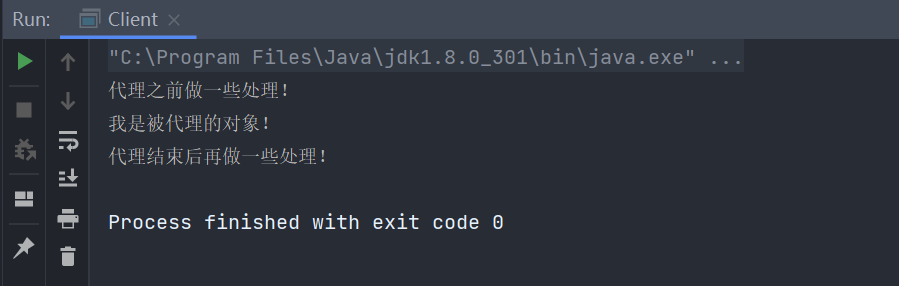 Run: Client
"C:\Program Files\Java\jdk1.8.0_301\bin\java.exe" ...
代理之前做一些处理！
我是被代理的对象！
代理结束后再做一些处理！
Process finished with exit code 0